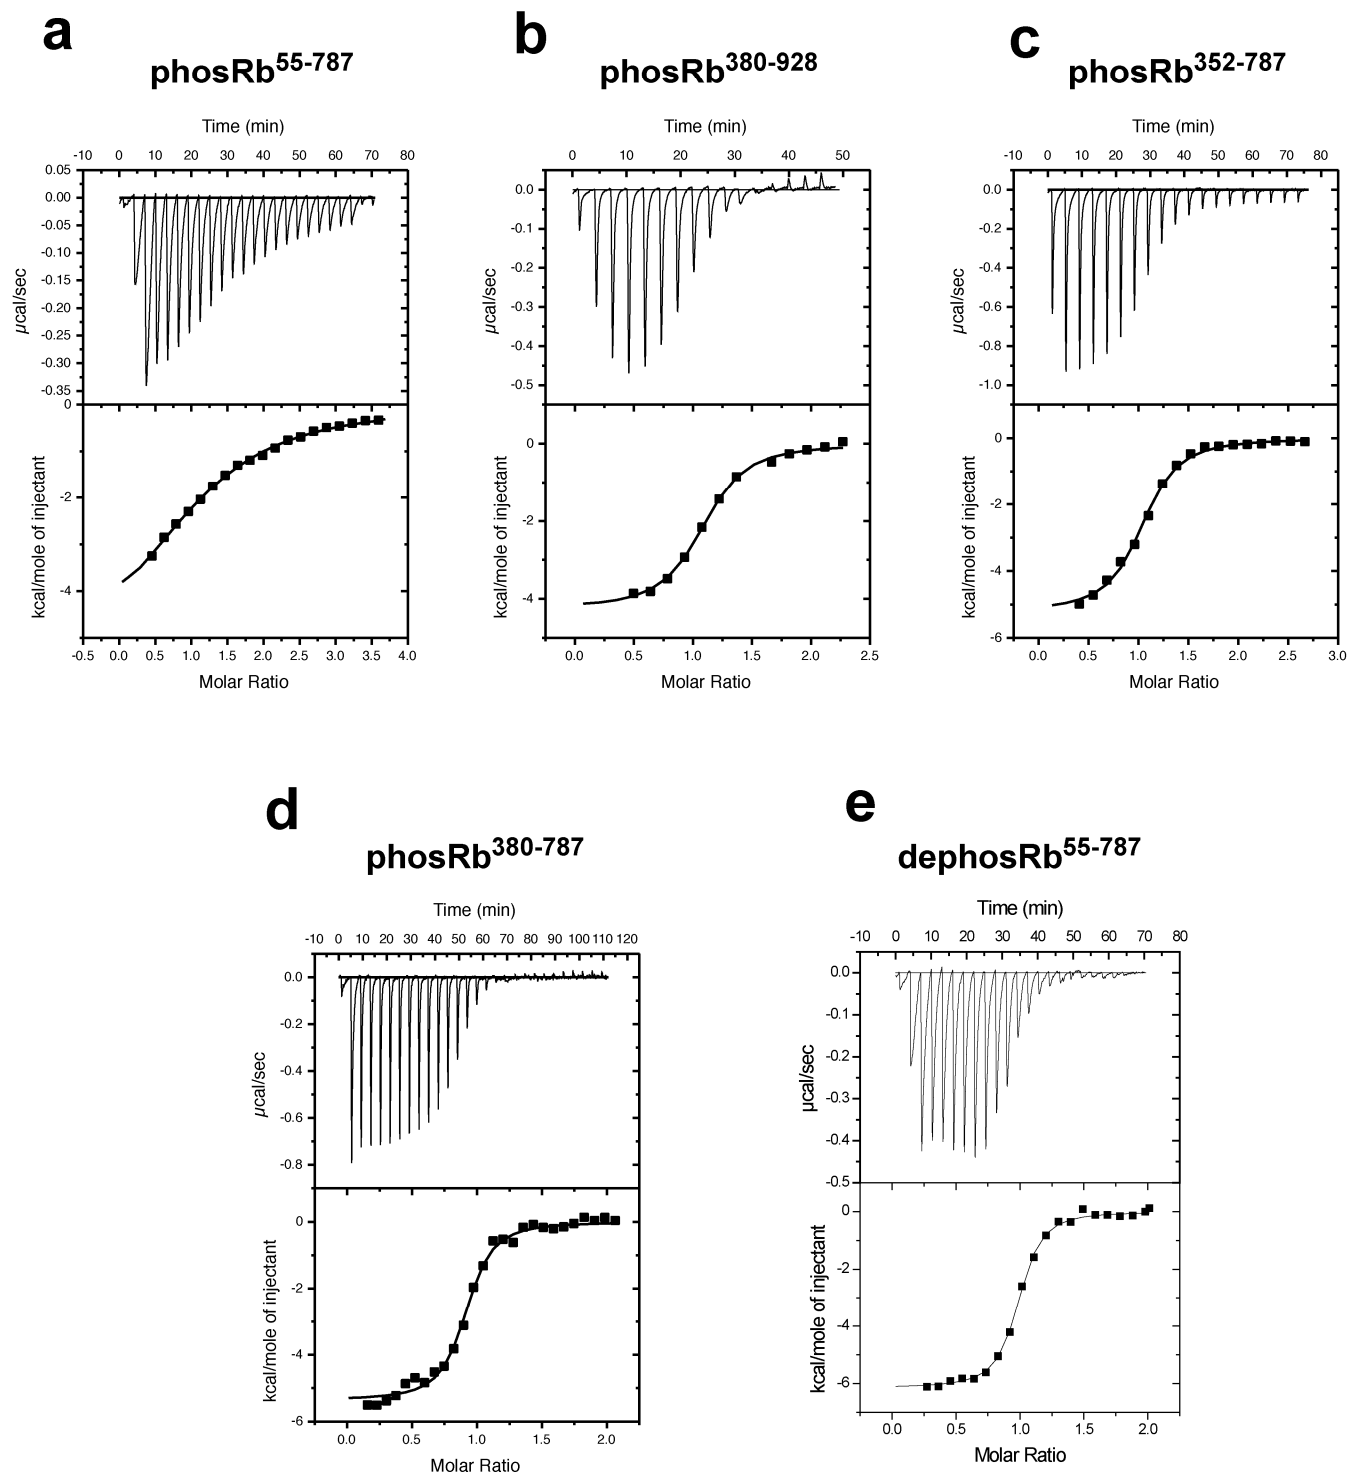 a
phosRb55-787
Time (min)
-10 0 10 20 30 40 50 60 70 80
0.05
0.00
-0.05
-0.10
-0.15
-0.20
-0.25
-0.30
-0.35
µcal/sec
0
-2
-4
kcal/mole of injectant
-0.5 0.0 0.5 1.0 1.5 2.0 2.5 3.0 3.5 4.0
Molar Ratio
b
phosRb380-928
Time (min)
0 10 20 30 40 50
0.0
-0.1
-0.2
-0.3
-0.4
-0.5
µcal/sec
0
-2
-4
kcal/mole of injectant
0.0 0.5 1.0 1.5 2.0 2.5
Molar Ratio
c
phosRb352-787
Time (min)
-10 0 10 20 30 40 50 60 70 80
0.0
-0.2
-0.4
-0.6
-0.8
-1.0
µcal/sec
0
-2
-4
-6
kcal/mole of injectant
0.0 0.5 1.0 1.5 2.0 2.5 3.0
Molar Ratio
d
phosRb380-787
Time (min)
-10 0 10 20 30 40 50 60 70 80 90 100 110 120
0.0
-0.2
-0.4
-0.6
-0.8
µcal/sec
0
-2
-4
-6
kcal/mole of injectant
0.0 0.5 1.0 1.5 2.0
Molar Ratio
e
dephosRb55-787
Time (min)
-10 0 10 20 30 40 50 60 70 80
0.0
-0.1
-0.2
-0.3
-0.4
-0.5
µcal/sec
0
-2
-4
-6
kcal/mole of injectant
0.0 0.5 1.0 1.5 2.0
Molar Ratio